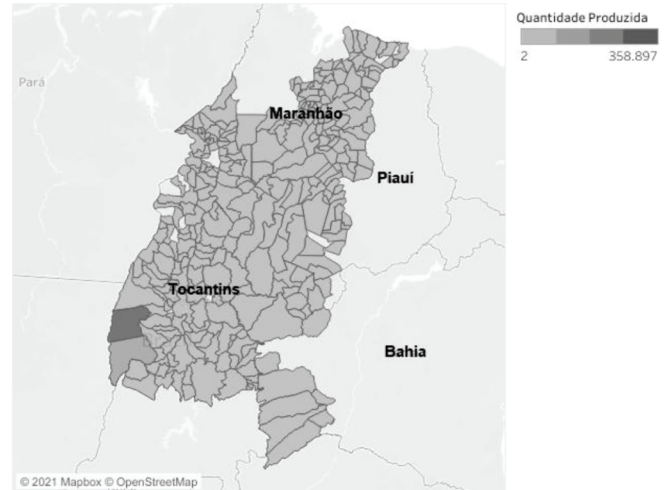 Quantidade Produzida
2 358.897
Pará
Maranhão
Piauí
Tocantins
Bahia
© 2021 Mapbox © OpenStreetMap